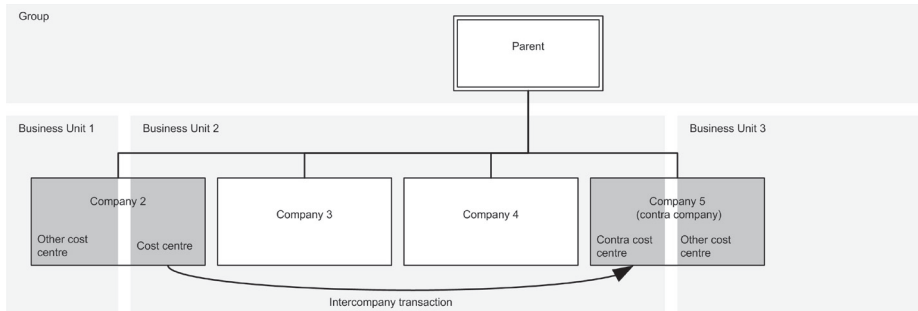 Group
Parent
Business Unit 1
Business Unit 2
Business Unit 3
Company 2
Company 3
Company 4
Company 5
(contra company)
Other cost
centre
Cost centre
Contra cost
centre
Other cost
centre
Intercompany transaction